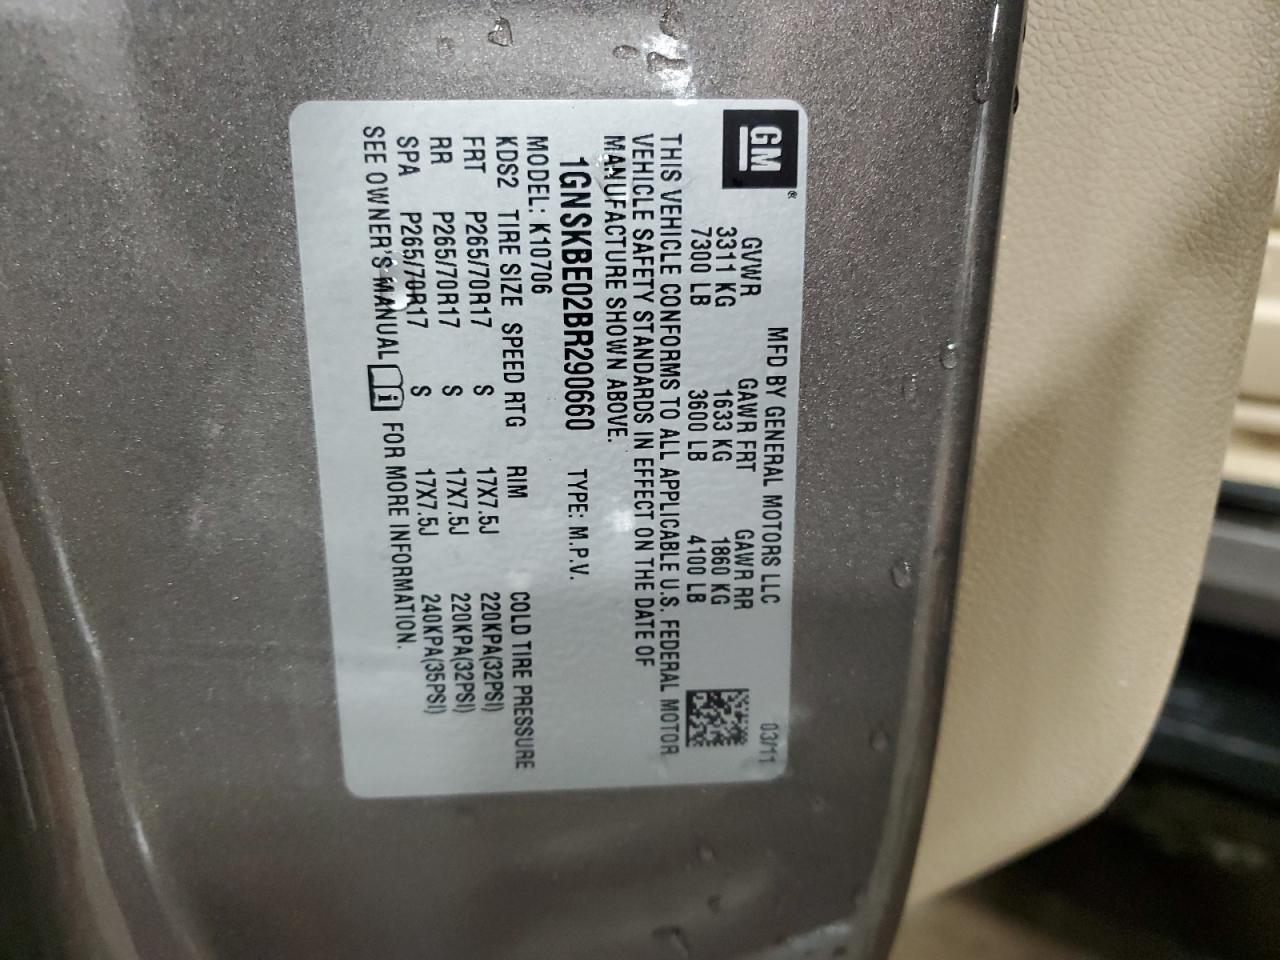 GM®
MFD BY GENERAL MOTORS LLC 03/11
GVWR GAWR FRT GAWR RR
3311 KG 1633 KG 1860 KG
7300 LB 3600 LB 4100 LB
THIS VEHICLE CONFORMS TO ALL APPLICABLE U.S. FEDERAL MOTOR
VEHICLE SAFETY STANDARDS IN EFFECT ON THE DATE OF
MANUFACTURE SHOWN ABOVE.
1GNSKBE02BR290660 TYPE: M.P.V.
MODEL: K10706
KDS2 TIRE SIZE SPEED RTG RIM COLD TIRE PRESSURE
FRT P265/70R17 S 17X7.5J 220KPA(32PSI)
RR P265/70R17 S 17X7.5J 220KPA(32PSI)
SPA P265/70R17 S 17X7.5J 240KPA(35PSI)
SEE OWNER'S MANUAL i FOR MORE INFORMATION.